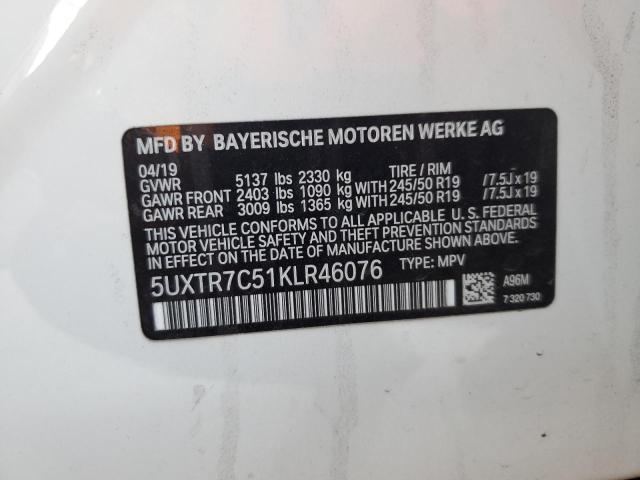 MFD BY BAYERISCHE MOTOREN WERKE AG
04/19 TIRE / RIM
GVWR 5137 lbs 2330 kg
GAWR FRONT 2403 lbs 1090 kg WITH 245/50 R19 / 7.5J x 19
GAWR REAR 3009 lbs 1365 kg WITH 245/50 R19 / 7.5J x 19
THIS VEHICLE CONFORMS TO ALL APPLICABLE U. S. FEDERAL
MOTOR VEHICLE SAFETY, BUMPER, AND THEFT PREVENTION STANDARDS
IN EFFECT ON THE DATE OF MANUFACTURE SHOWN ABOVE.
5UXTR7C51KLR46076 TYPE: MPV
A96M
7 320 730